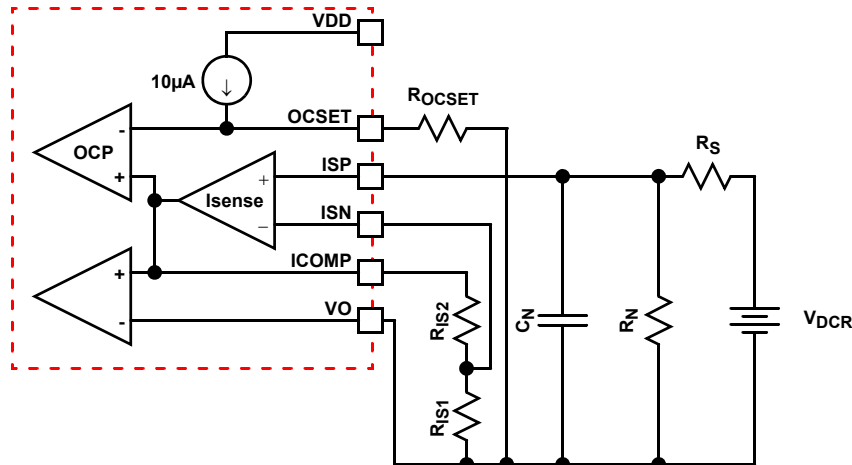 VDD
10µA
↓
OCSET
ROCSET
OCP
-
+
ISP
RS
Isense
+
−
ISN
ICOMP
+
-
VO
RIS2
RIS1
CN
RN
VDCR